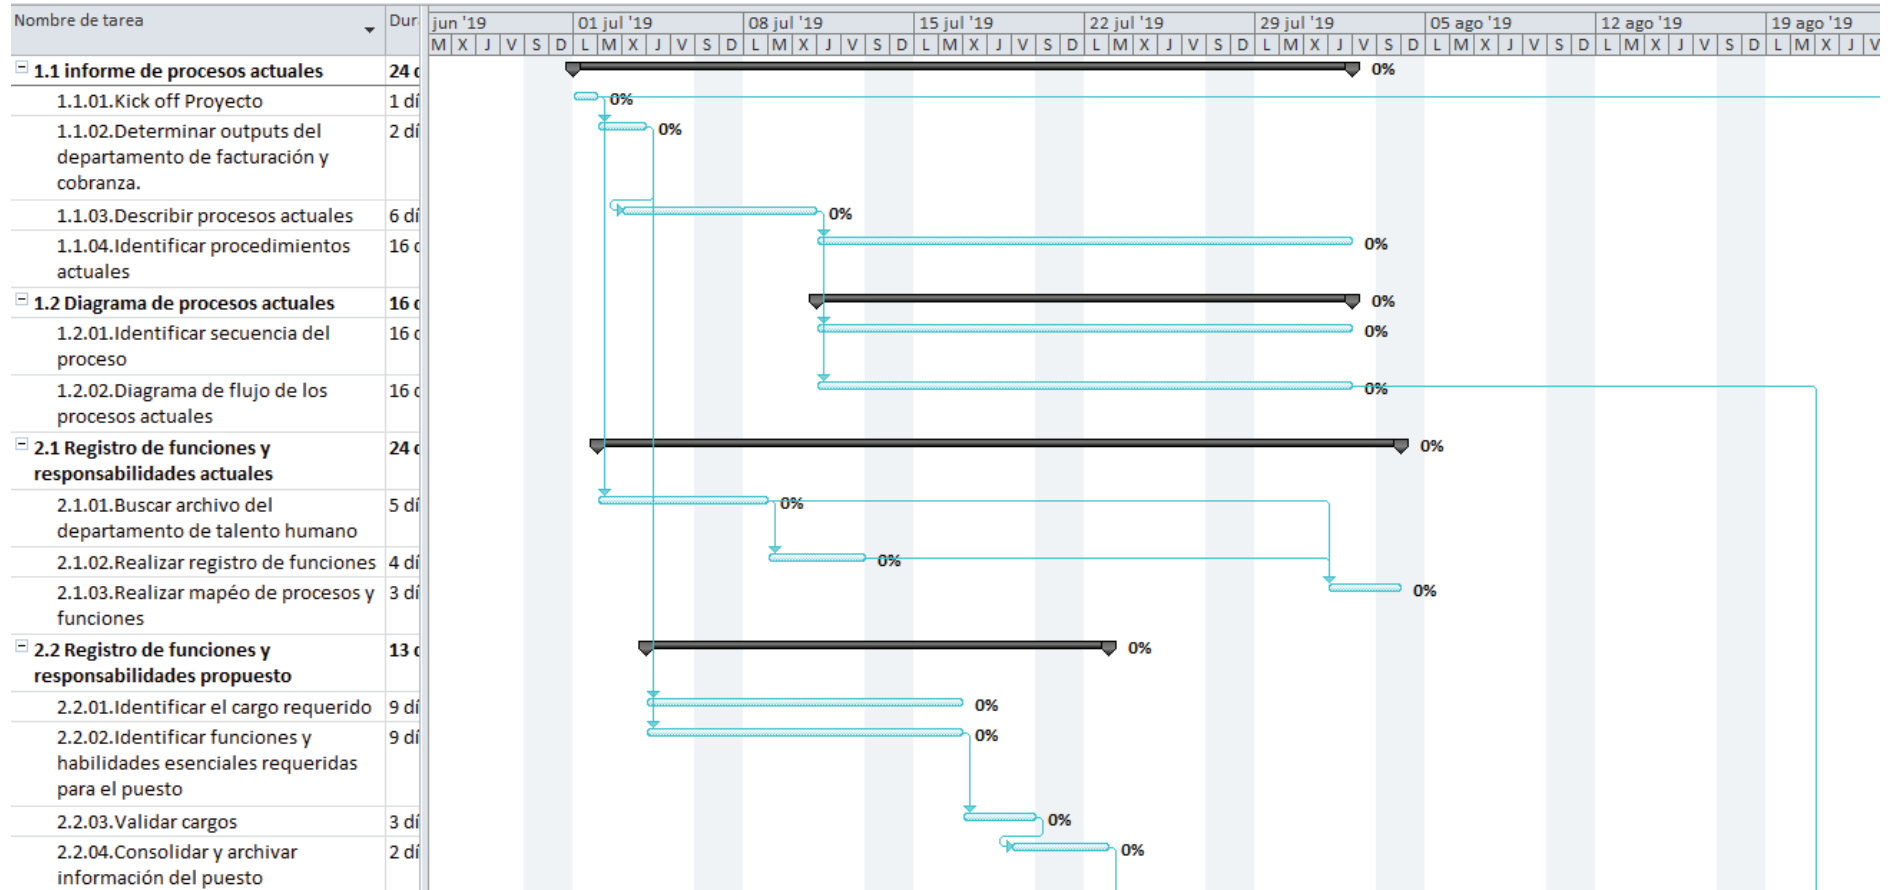 Nombre de tarea Dur jun '19 01 jul '19 08 jul '19 15 jul '19 22 jul '19 29 jul '19 05 ago '19 12 ago '19 19 ago '19
M X J V S D L M X J V S D L M X J V S D L M X J V S D L M X J V S D L M X J V S D L M X J V S D L M X J V S D L M X J V
1.1 informe de procesos actuales 24 d 0%
1.1.01.Kick off Proyecto 1 dí 0%
1.1.02.Determinar outputs del 2 dí 0%
departamento de facturación y
cobranza.
1.1.03.Describir procesos actuales 6 dí 0%
1.1.04.Identificar procedimientos 16 d 0%
actuales
1.2 Diagrama de procesos actuales 16 d 0%
1.2.01.Identificar secuencia del 16 d 0%
proceso
1.2.02.Diagrama de flujo de los 16 d 0%
procesos actuales
2.1 Registro de funciones y 24 d 0%
responsabilidades actuales
2.1.01.Buscar archivo del 5 dí 0%
departamento de talento humano
2.1.02.Realizar registro de funciones 4 dí 0%
2.1.03.Realizar mapéo de procesos y 3 dí 0%
funciones
2.2 Registro de funciones y 13 d 0%
responsabilidades propuesto
2.2.01.Identificar el cargo requerido 9 dí 0%
2.2.02.Identificar funciones y 9 dí 0%
habilidades esenciales requeridas
para el puesto
2.2.03.Validar cargos 3 dí 0%
2.2.04.Consolidar y archivar 2 dí 0%
información del puesto